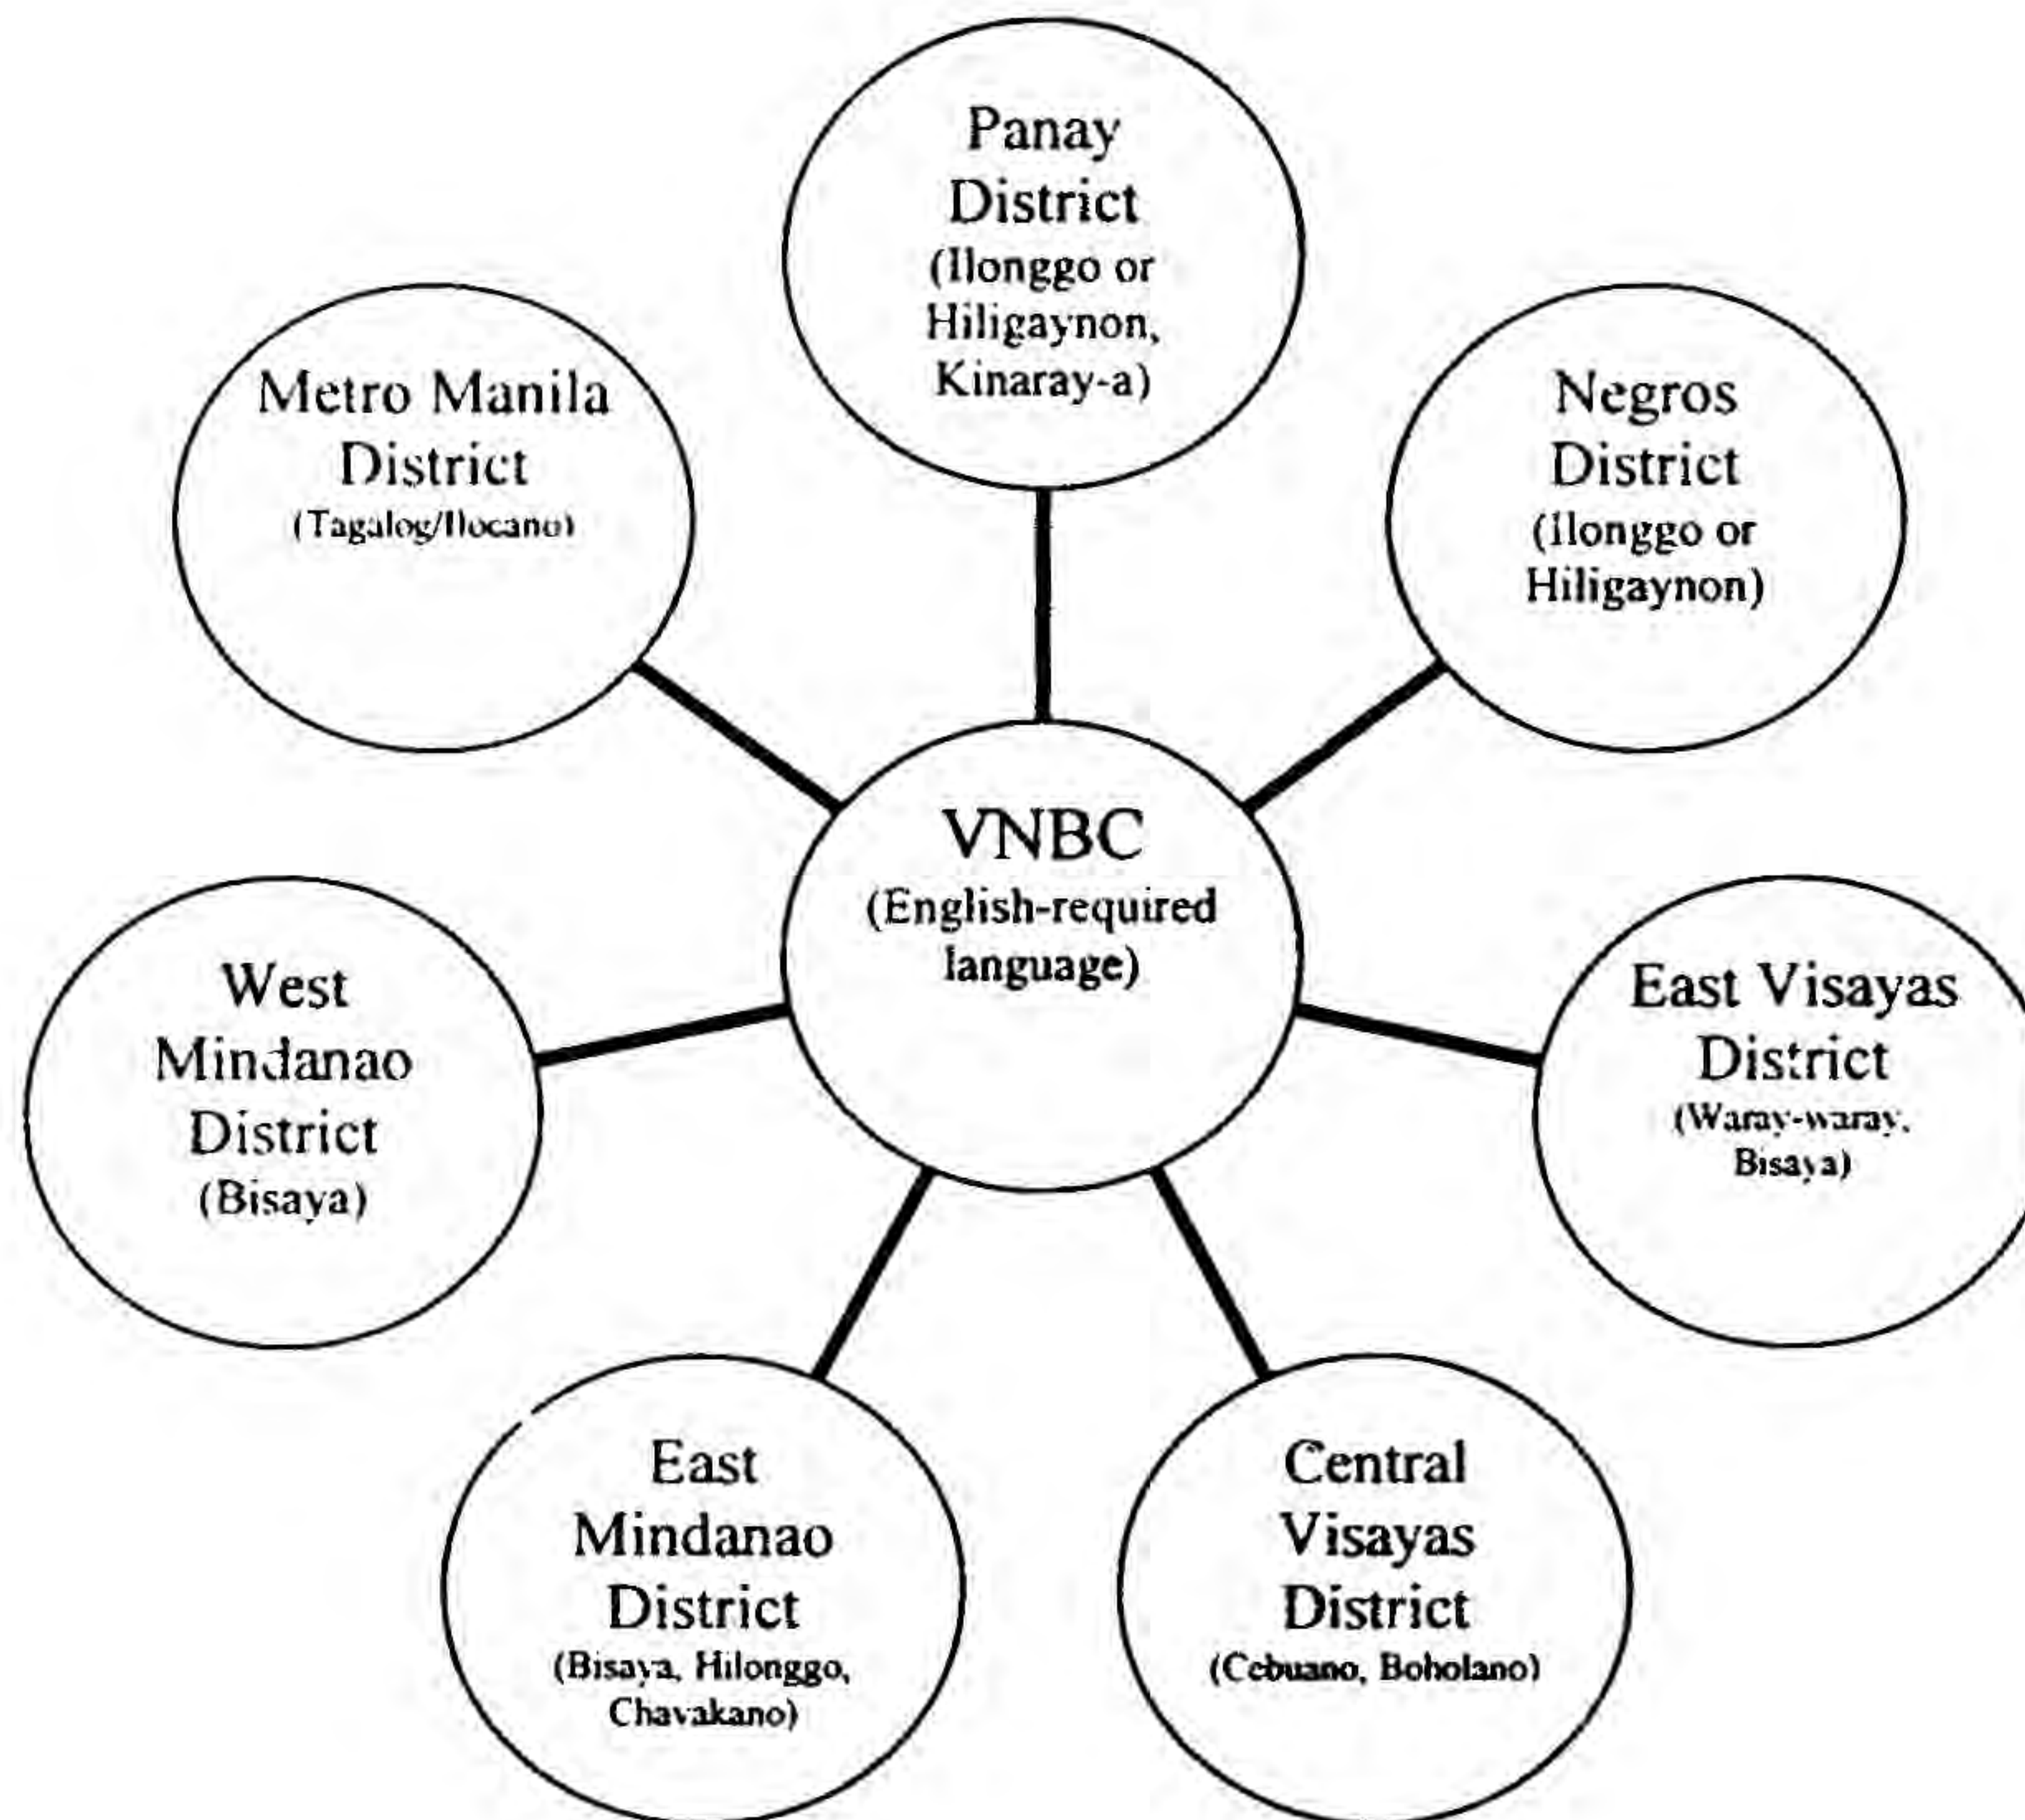 Panay
District
(Ilonggo or
Hiligaynon,
Kinaray-a)
Metro Manila
District
(Tagalog/Ilocano)
Negros
District
(Ilonggo or
Hiligaynon)
VNBC
(English-required
language)
West
Mindanao
District
(Bisaya)
East Visayas
District
(Waray-waray,
Bisaya)
East
Mindanao
District
(Bisaya, Hilonggo,
Chavakano)
Central
Visayas
District
(Cebuano, Boholano)